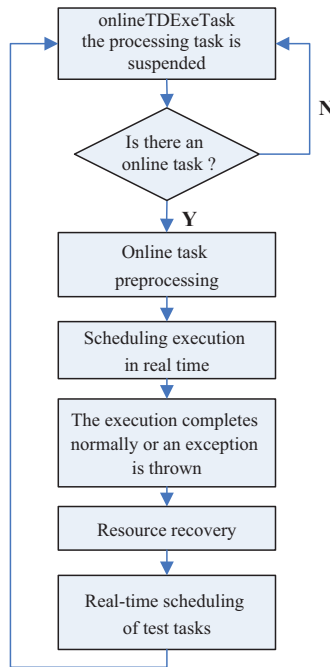 onlineTDExeTask
the processing task is
suspended
Is there an
online task ?
N
Y
Online task
preprocessing
Scheduling execution
in real time
The execution completes
normally or an exception
is thrown
Resource recovery
Real-time scheduling
of test tasks